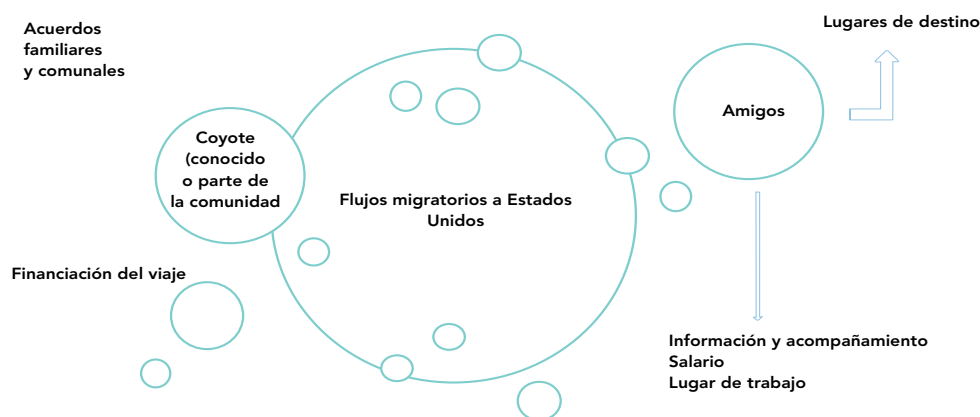 Acuerdos
familiares
y comunales
Lugares de destino
Coyote
(conocido
o parte de
la comunidad
Amigos
Flujos migratorios a Estados
Unidos
Financiación del viaje
Información y acompañamiento
Salario
Lugar de trabajo